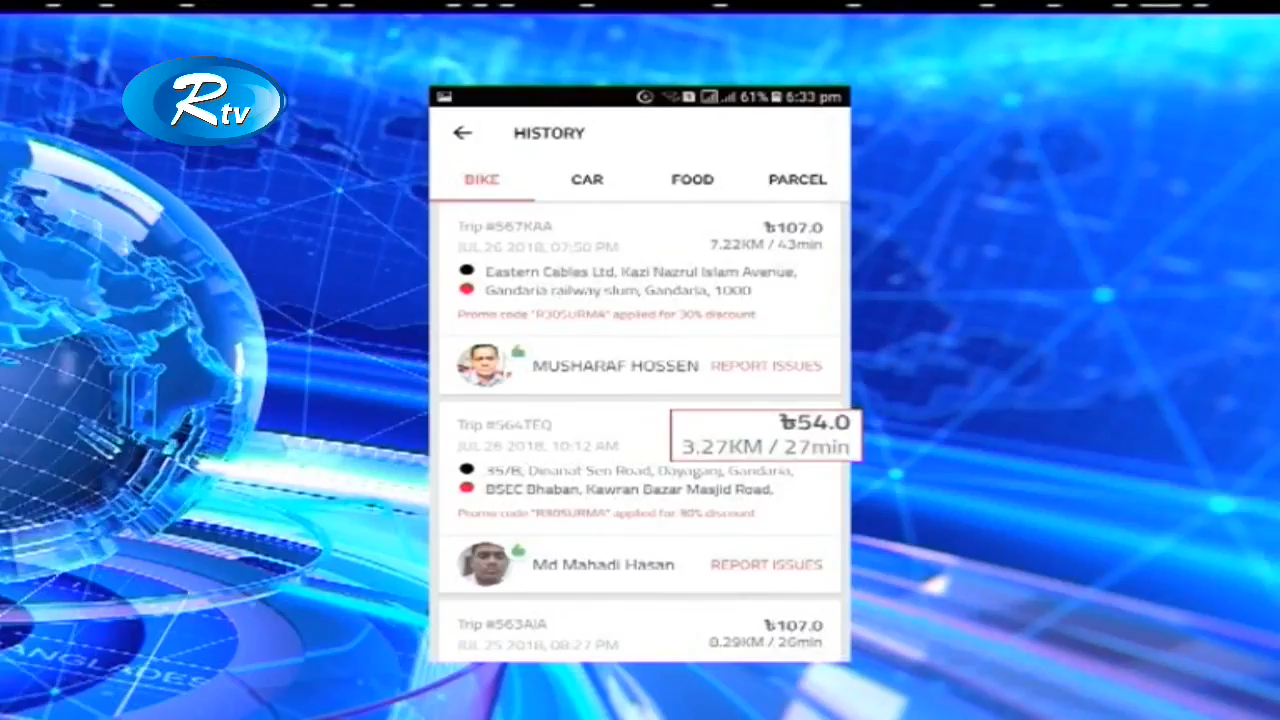 Rtv
61% 6:33 pm
HISTORY
BIKE CAR FOOD PARCEL
Trip #567KAA ৳107.0
JUL 26 2018, 07:50 PM 7.22KM / 43min
Eastern Cables Ltd, Kazi Nazrul Islam Avenue,
Gandaria railway slum, Gandaria, 1000
Promo code "R30SURMA" applied for 30% discount
MUSHARAF HOSSEN REPORT ISSUES
Trip #564TEQ ৳54.0
JUL 26 2018, 10:12 AM 3.27KM / 27min
35/B, Dinanat Sen Road, Dayaganj, Gandaria,
BSEC Bhaban, Kawran Bazar Masjid Road,
Promo code "R30SURMA" applied for 30% discount
Md Mahadi Hasan REPORT ISSUES
Trip #563AIA ৳107.0
JUL 25 2018, 08:27 PM 8.29KM / 26min
BANGLADES